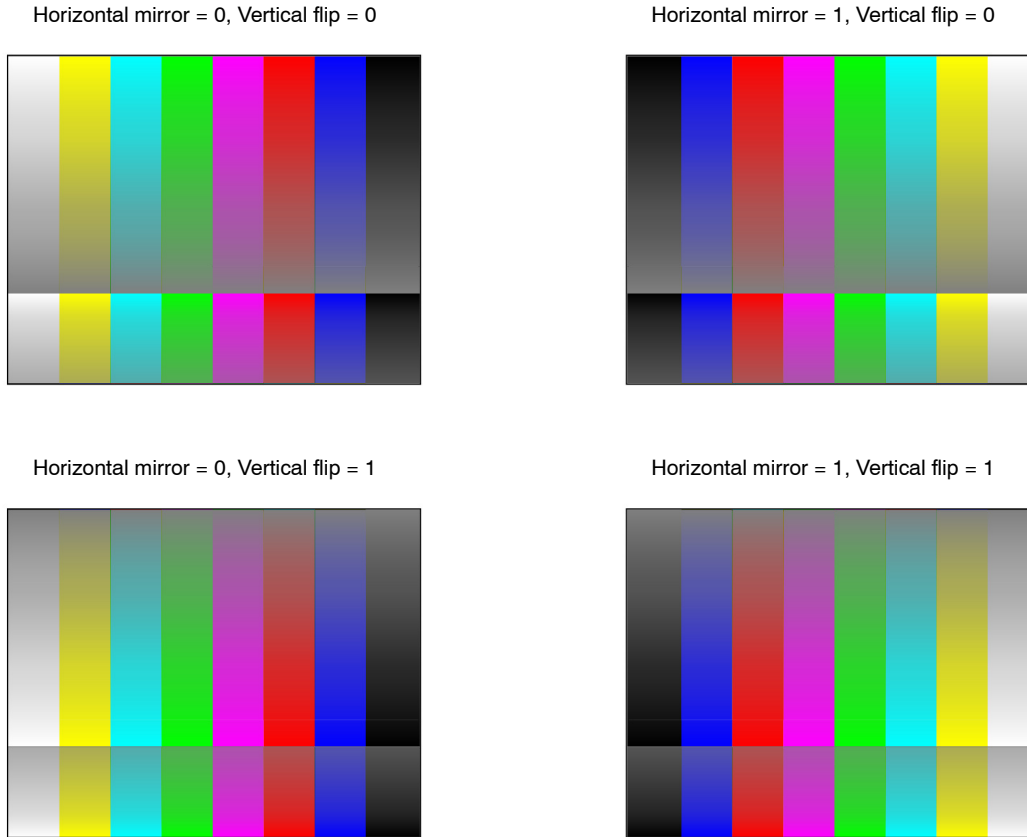 Horizontal mirror = 0, Vertical flip = 0
Horizontal mirror = 1, Vertical flip = 0
Horizontal mirror = 0, Vertical flip = 1
Horizontal mirror = 1, Vertical flip = 1